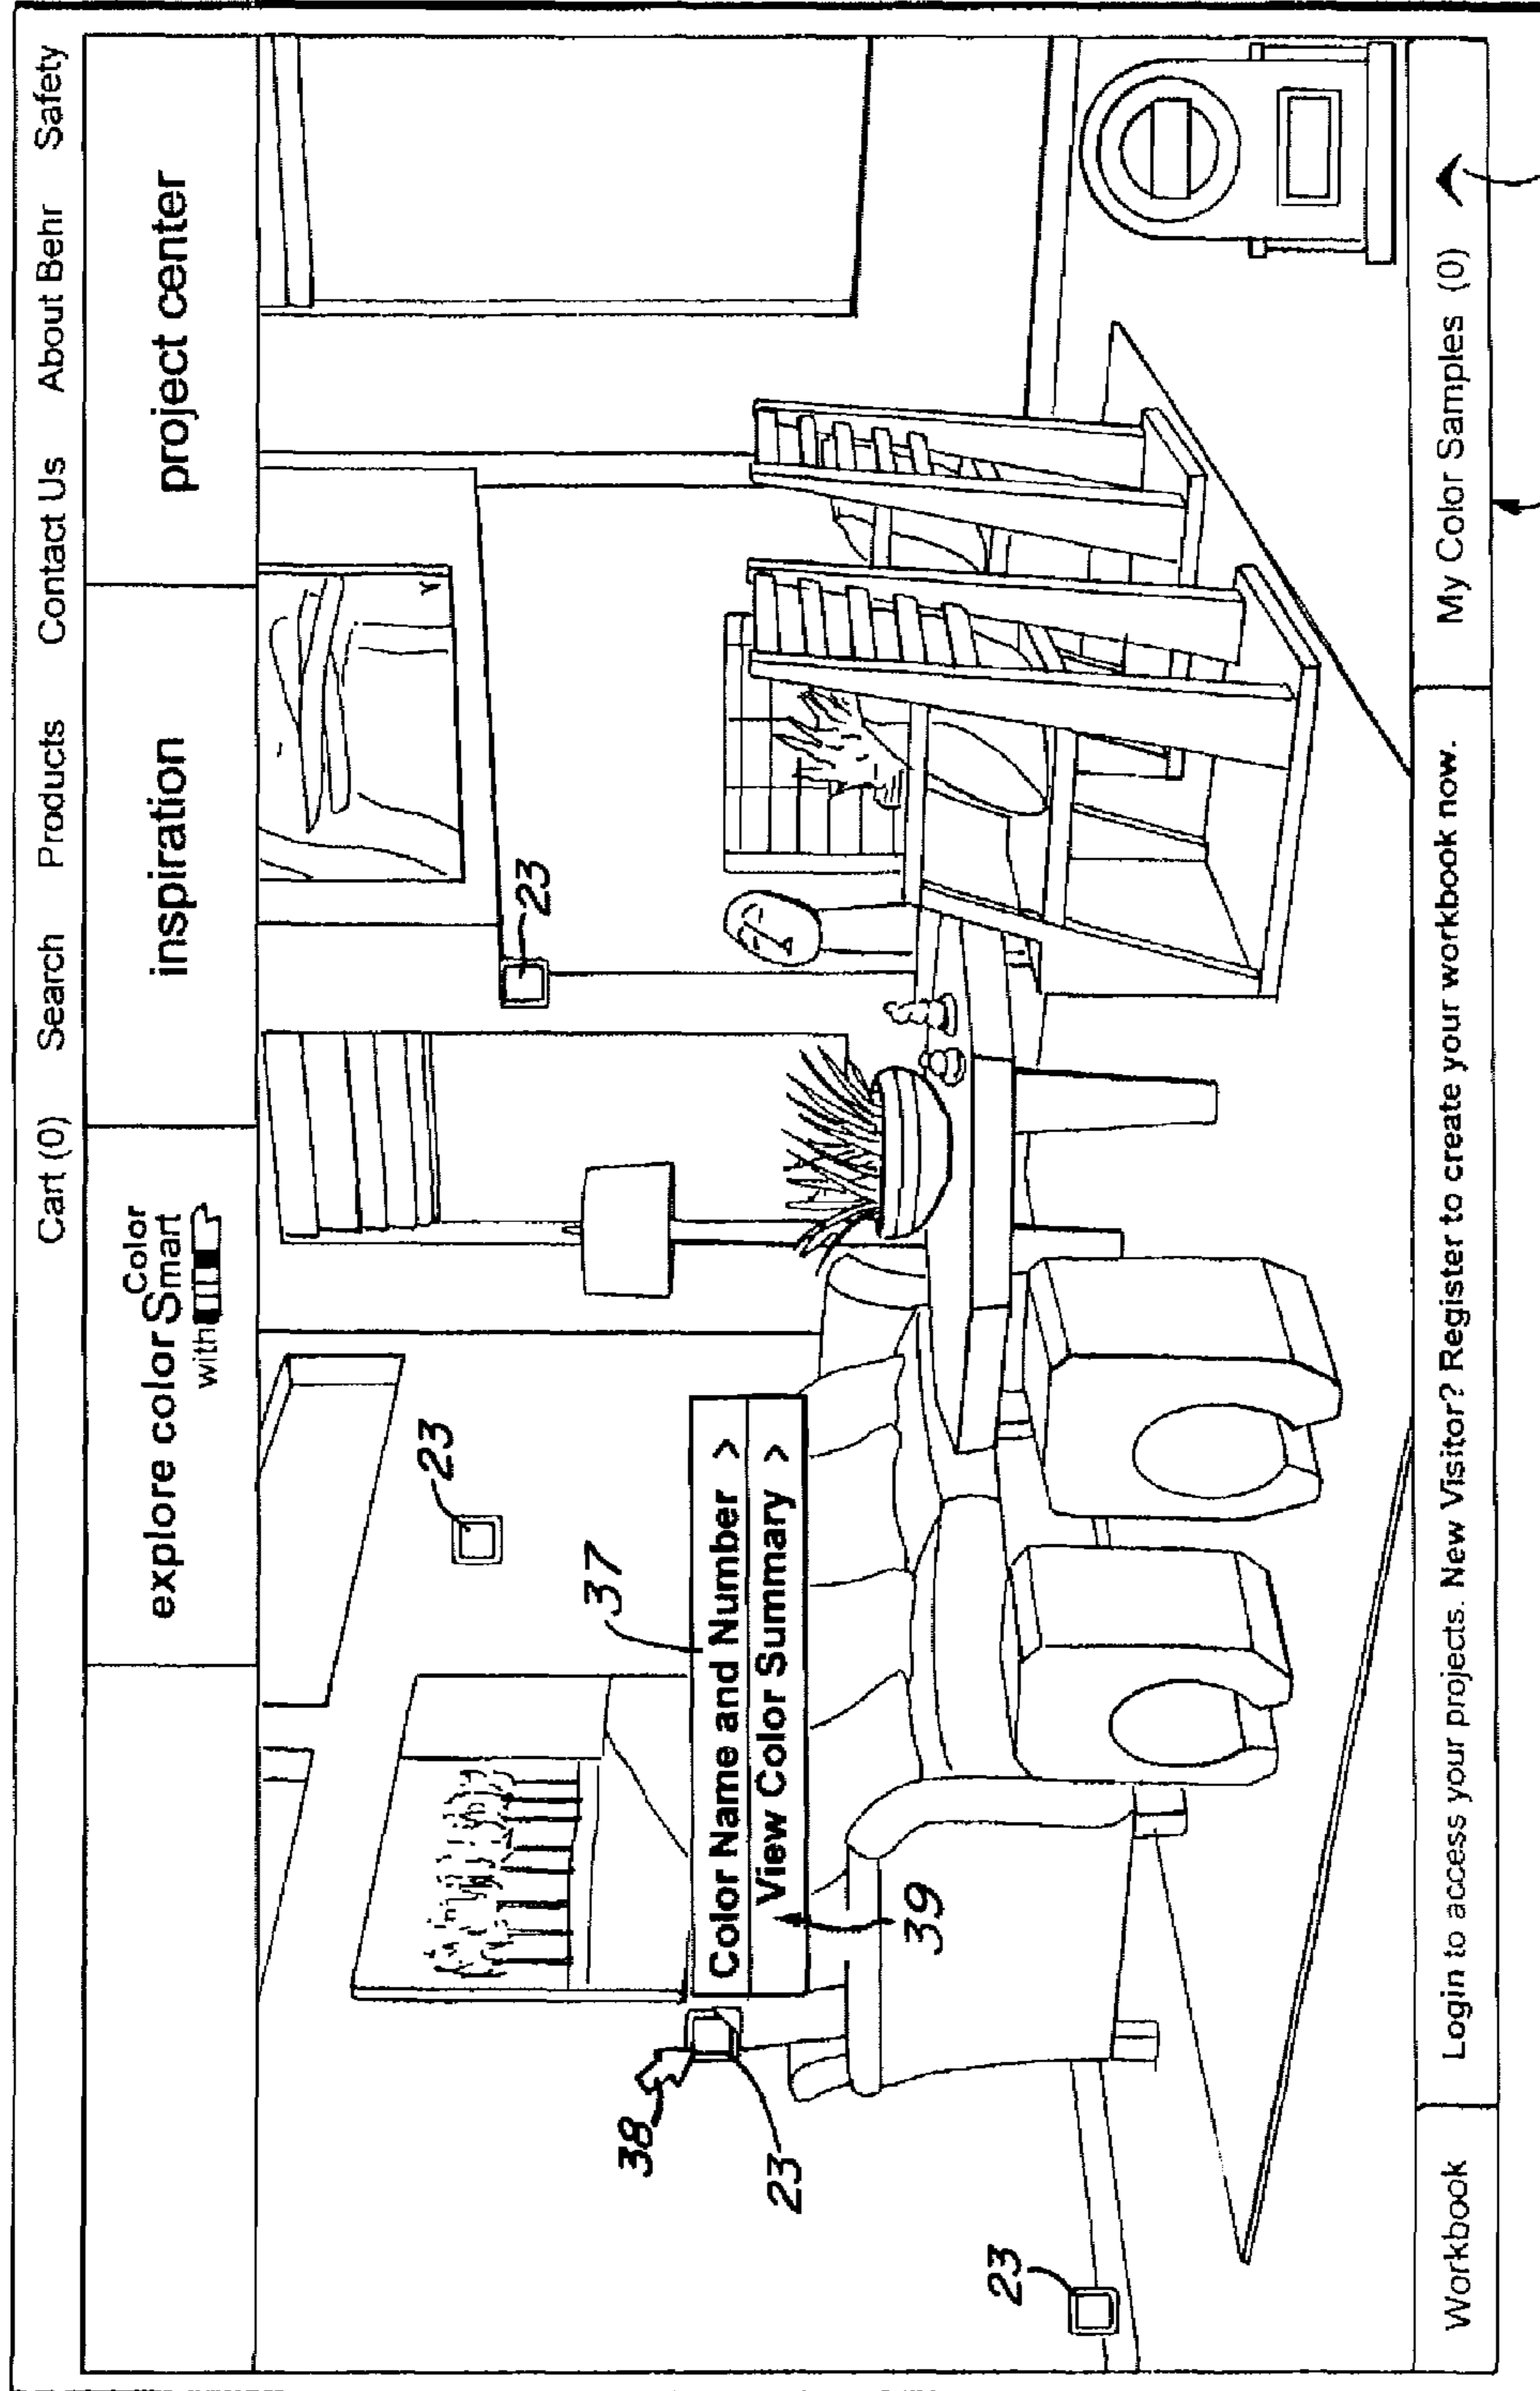 Cart (0) Search Products Contact Us About Behr Safety
explore color with Color Smart
inspiration
project center
23
23
37
Color Name and Number >
View Color Summary >
38
23
39
23
Workbook
Login to access your projects. New Visitor? Register to create your workbook now.
My Color Samples (0)